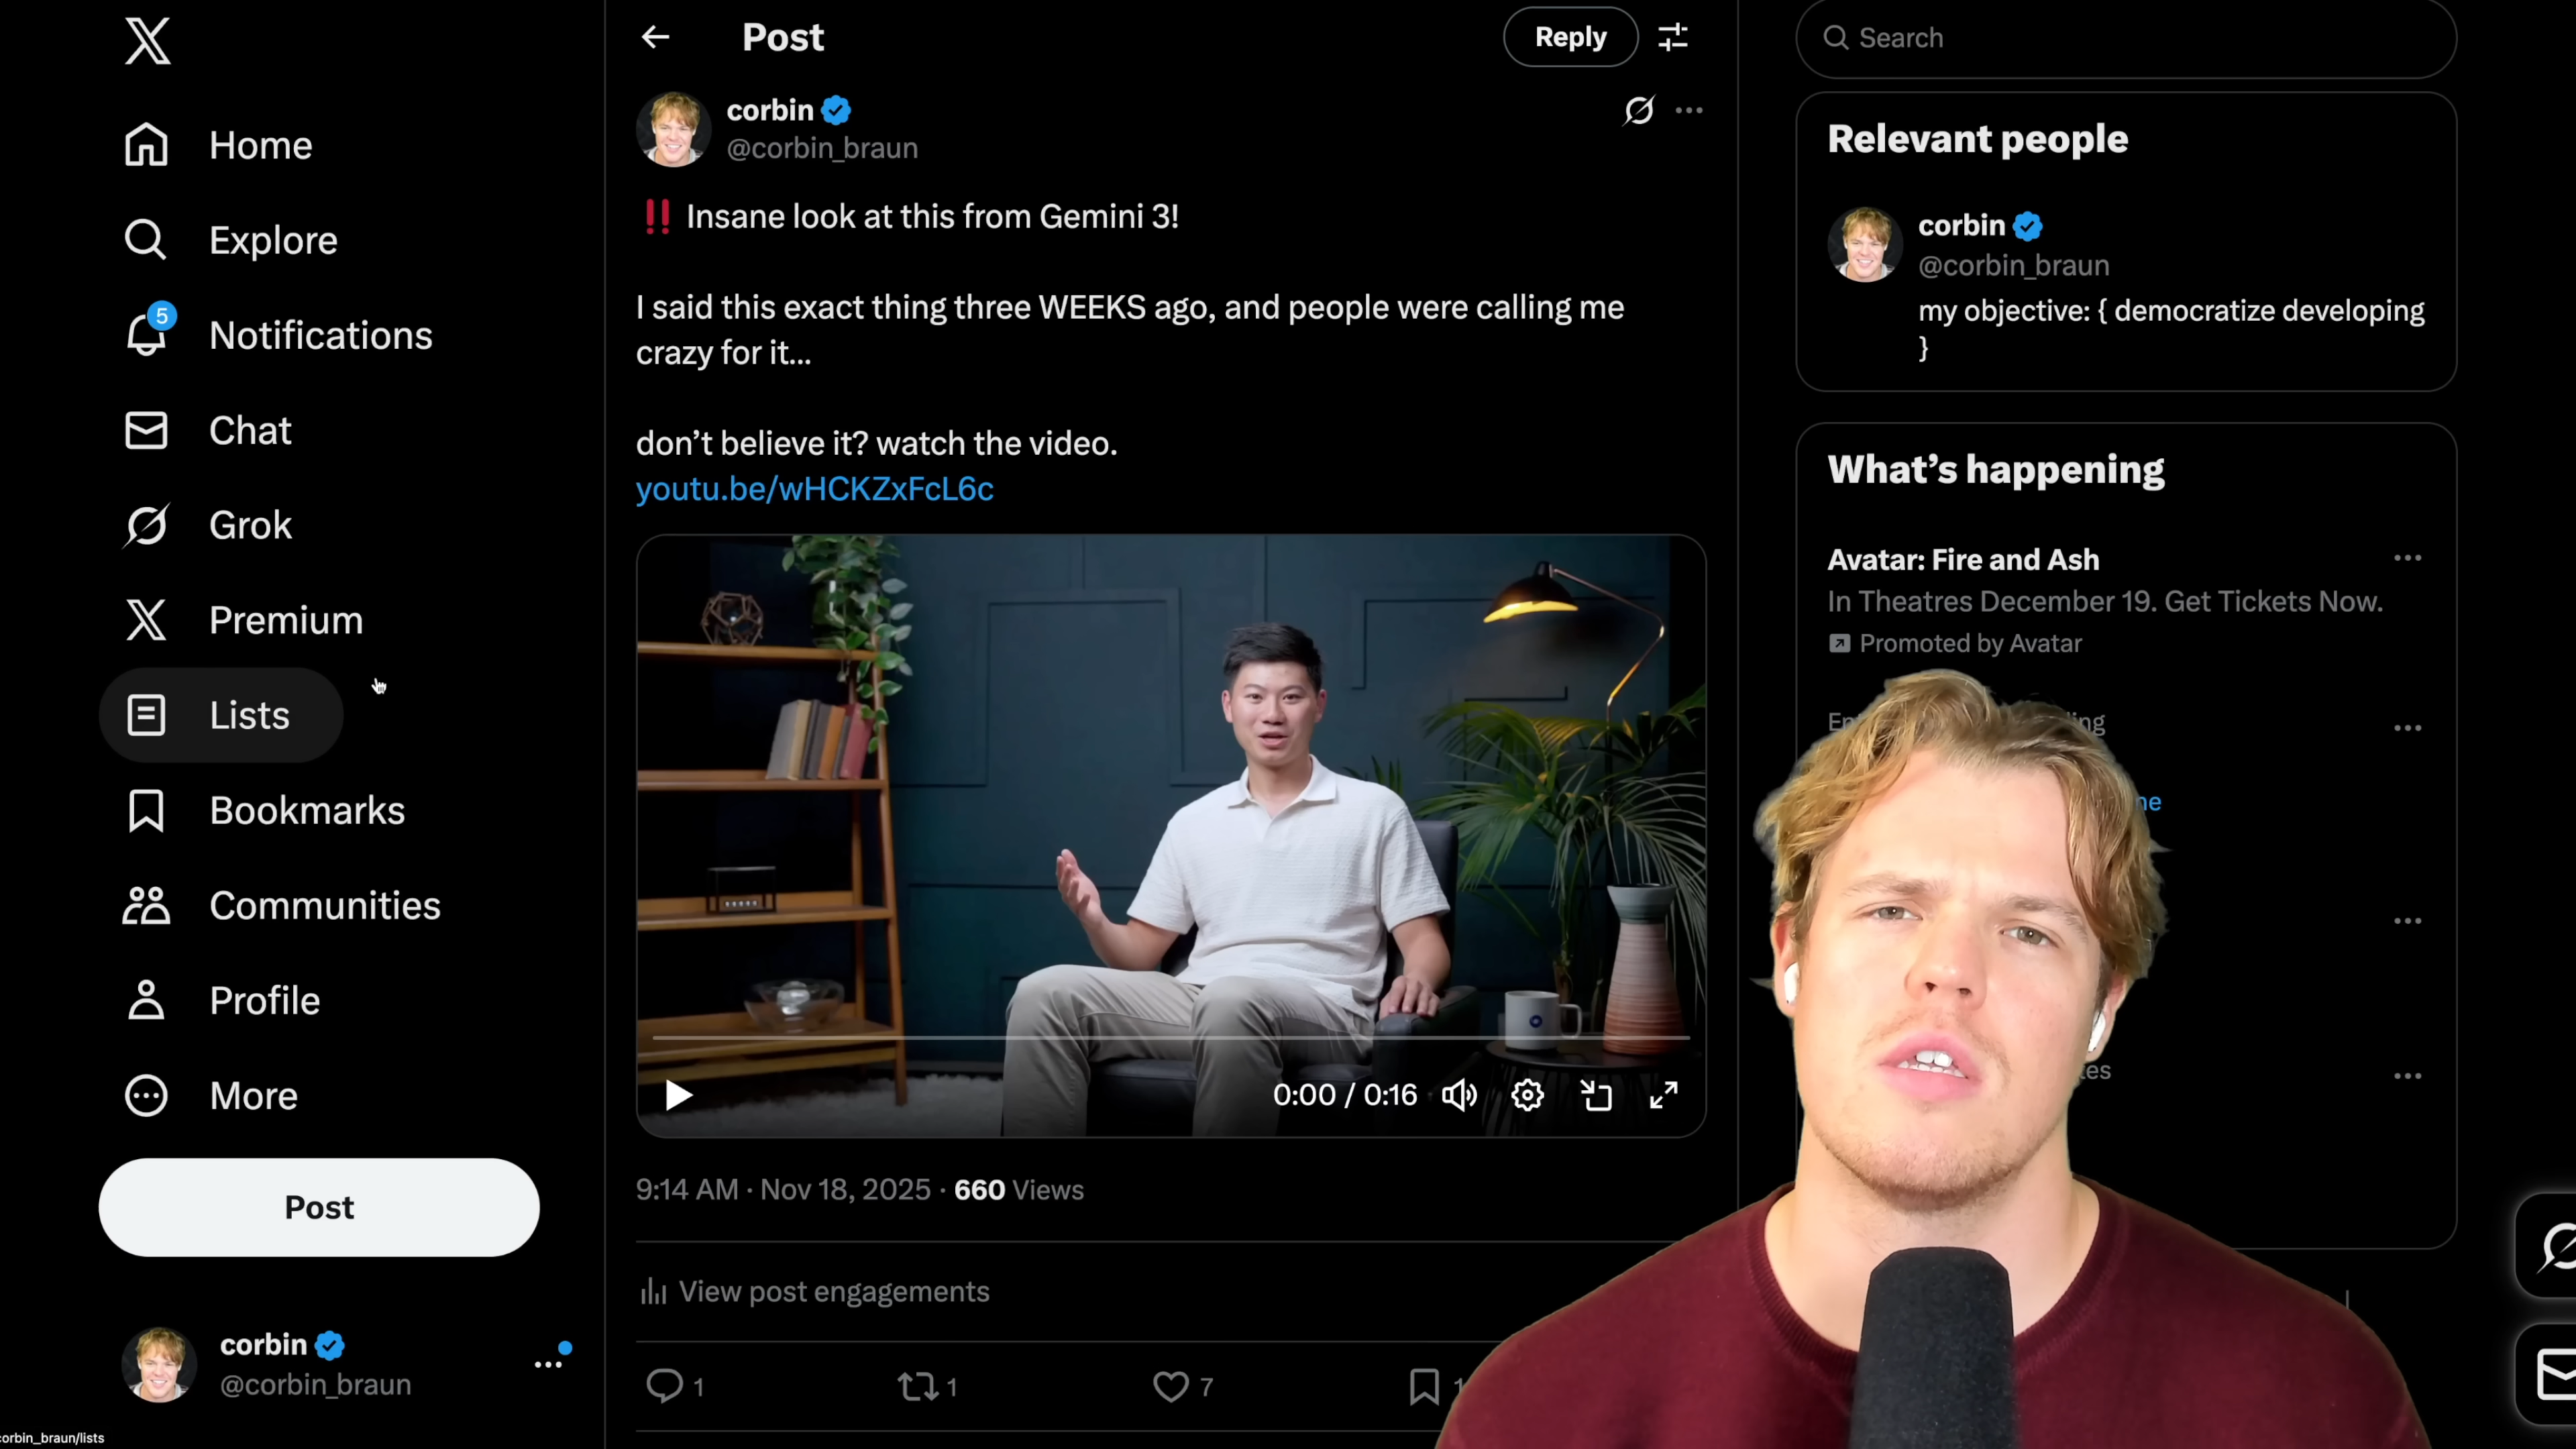 Home
Explore
5
Notifications
Chat
Grok
Premium
Lists
Bookmarks
Communities
Profile
More
Post
corbin
@corbin_braun
corbin_braun/lists
Post
Reply
corbin
@corbin_braun
‼️ Insane look at this from Gemini 3!
I said this exact thing three WEEKS ago, and people were calling me
crazy for it...
don’t believe it? watch the video.
youtu.be/wHCKZxFcL6c
0:00 / 0:16
9:14 AM · Nov 18, 2025 · 660 Views
View post engagements
1
1
7
Search
Relevant people
corbin
@corbin_braun
my objective: { democratize developing
}
What’s happening
Avatar: Fire and Ash
In Theatres December 19. Get Tickets Now.
Promoted by Avatar